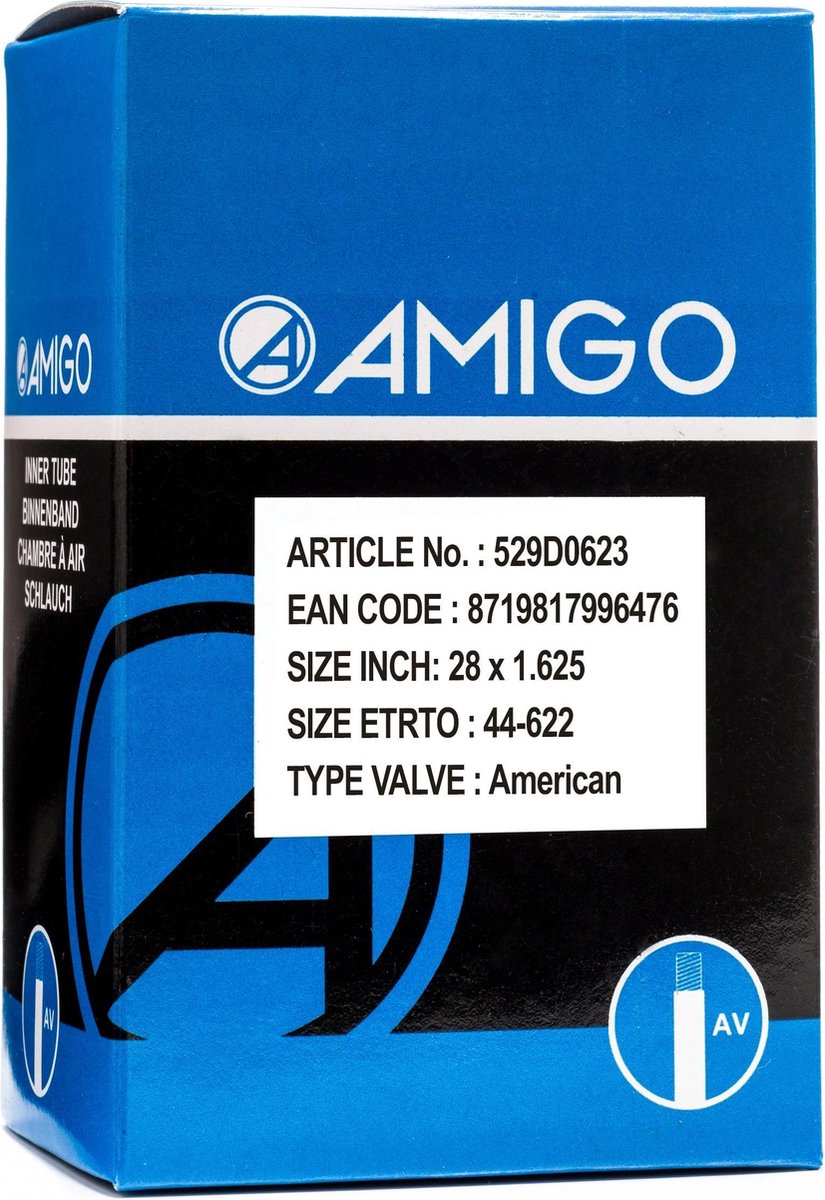 AMIGO
AMIGO
INNER TUBE
BINNENBAND
CHAMBRE À AIR
SCHLAUCH
ARTICLE No. : 529D0623
EAN CODE : 8719817996476
SIZE INCH: 28 x 1.625
SIZE ETRTO : 44-622
TYPE VALVE : American
AV
AV